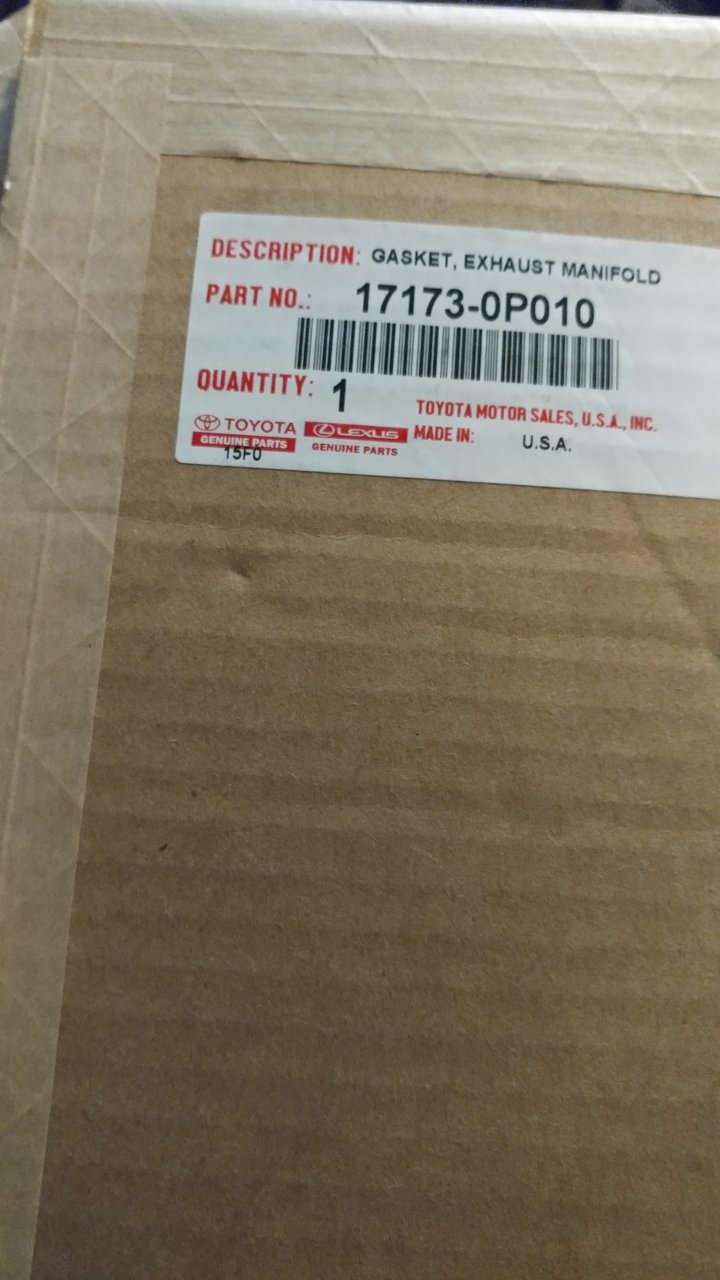 DESCRIPTION: GASKET, EXHAUST MANIFOLD
PART NO.: 17173-0P010
QUANTITY: 1
TOYOTA MOTOR SALES, U.S.A., INC.
TOYOTA
GENUINE PARTS
LEXUS
GENUINE PARTS
MADE IN: U.S.A.
15F0